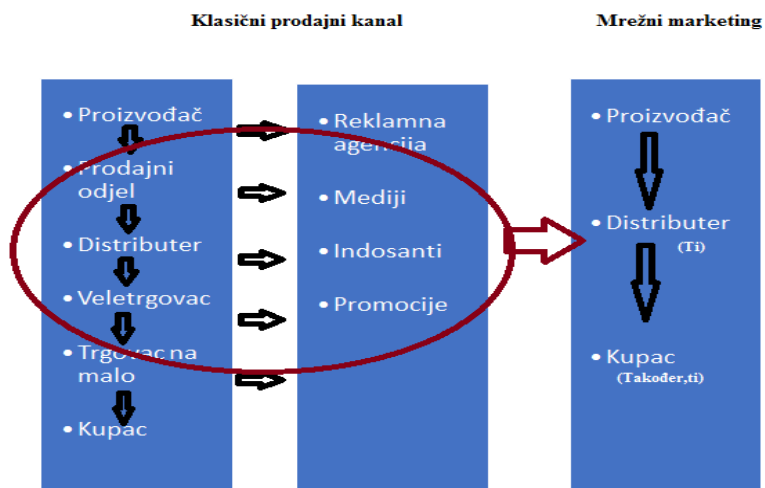 Klasični prodajni kanal
Mrežni marketing
• Proizvođač
• Prodajni
odjel
• Distributer
• Veletrgovac
• Trgovac na
malo
• Kupac
• Reklamna
agencija
• Mediji
• Indosanti
• Promocije
• Proizvođač
• Distributer
(Ti)
• Kupac
(Također,ti)